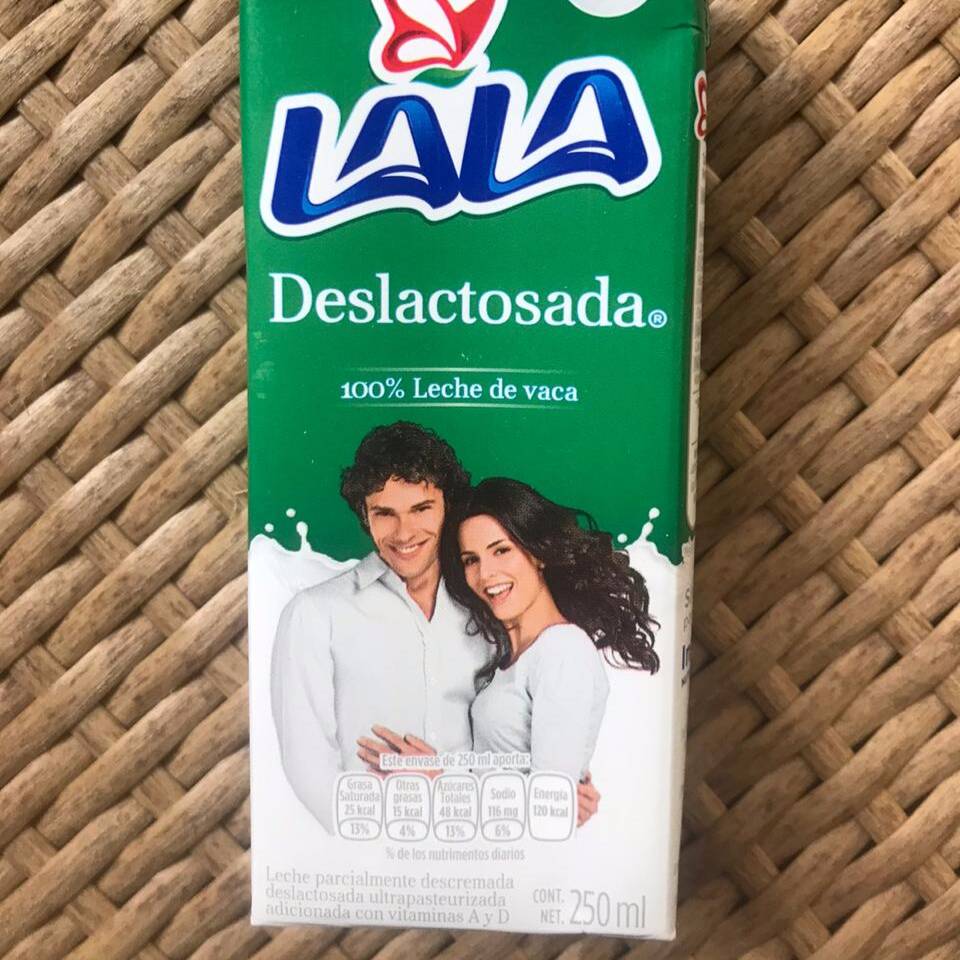 LALA
Deslactosada®
100% Leche de vaca
Este envase de 250 ml aporta:
Grasa Saturada 25 kcal 13%
Otras grasas 15 kcal 4%
Azúcares Totales 48 kcal 13%
Sodio 116 mg 6%
Energía 120 kcal
% de los nutrimentos diarios
Leche parcialmente descremada
deslactosada ultrapasteurizada
adicionada con vitaminas A y D
CONT. NET. 250 ml